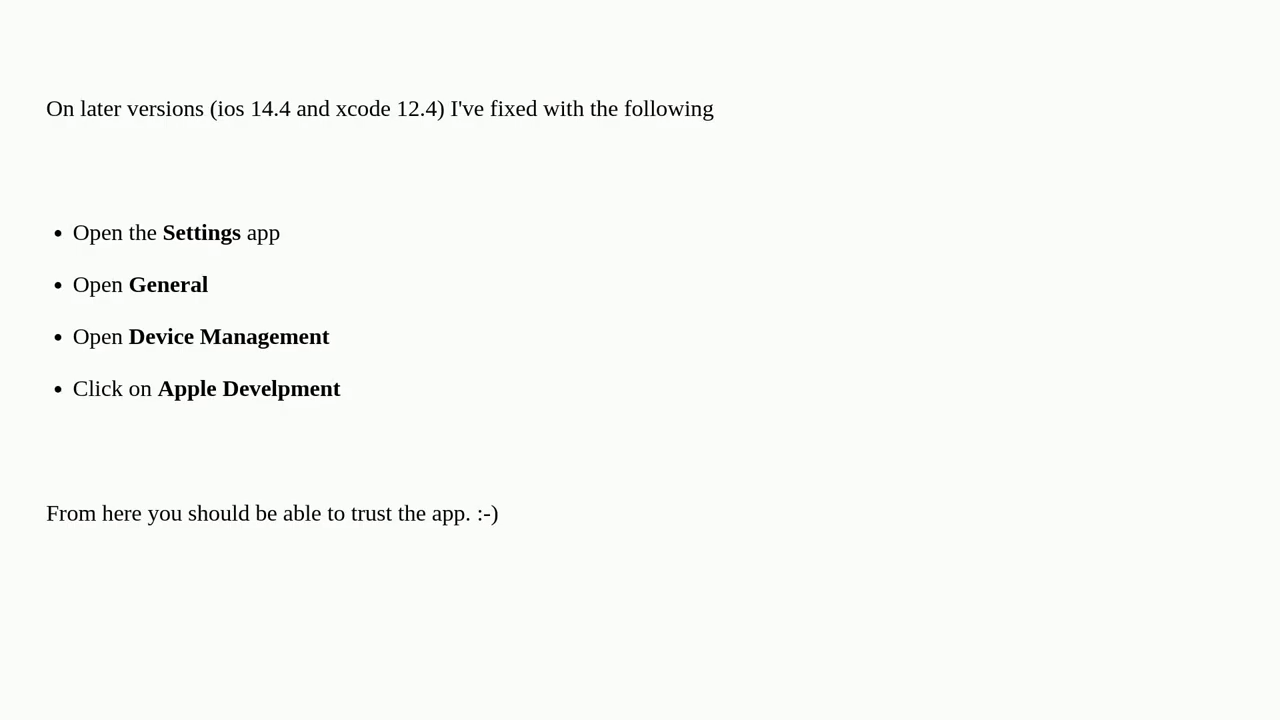 On later versions (ios 14.4 and xcode 12.4) I've fixed with the following
• Open the Settings app
• Open General
• Open Device Management
• Click on Apple Develpment
From here you should be able to trust the app. :-)